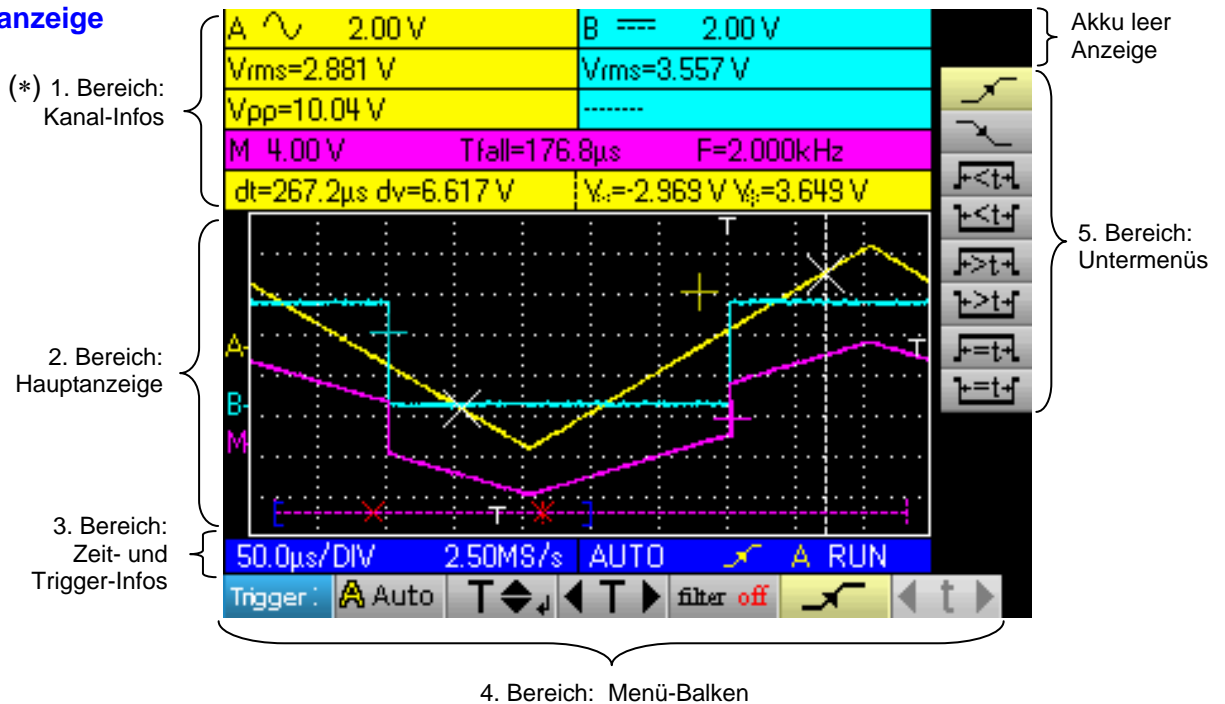 anzeige
A 2.00 V
B 2.00 V
Vrms=2.881 V
Vrms=3.557 V
Vpp=10.04 V
--------
M 4.00 V Tfall=176.8µs F=2.000kHz
dt=267.2µs dv=6.617 V
=-2.969 V =3.649 V
Akku leer
Anzeige
(*) 1. Bereich:
Kanal-Infos
2. Bereich:
Hauptanzeige
A-
B-
M
T
T
T
<t
<t
>t
>t
=t
=t
5. Bereich:
Untermenüs
3. Bereich:
Zeit- und
Trigger-Infos
50.0µs/DIV 2.50MS/s AUTO A RUN
Trigger: A Auto T T filter off t
4. Bereich: Menü-Balken